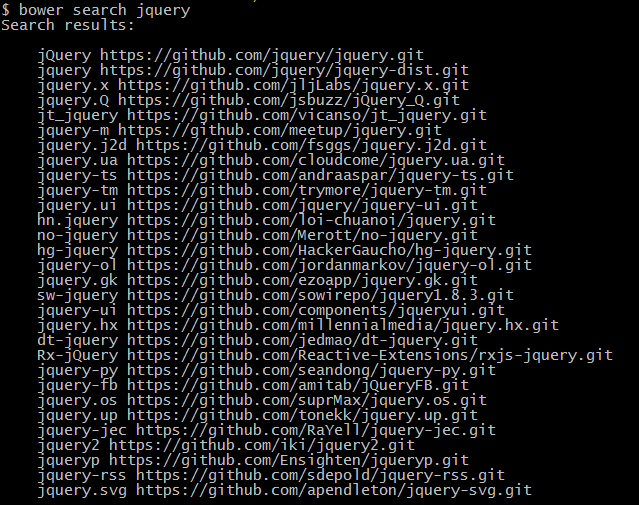 $ bower search jquery
Search results:
jQuery https://github.com/jquery/jquery.git
jquery https://github.com/jquery/jquery-dist.git
jquery.x https://github.com/jljLabs/jquery.x.git
jquery.Q https://github.com/jsbuzz/jQuery_Q.git
jt_jquery https://github.com/vicanso/jt_jquery.git
jquery-m https://github.com/meetup/jquery.git
jquery.j2d https://github.com/fsggs/jquery.j2d.git
jquery.ua https://github.com/cloudcome/jquery.ua.git
jquery-ts https://github.com/andraaspar/jquery-ts.git
jquery-tm https://github.com/trymore/jquery-tm.git
jquery.ui https://github.com/jquery/jquery-ui.git
hn.jquery https://github.com/loi-chuanoi/jquery.git
no-jquery https://github.com/Merott/no-jquery.git
hg-jquery https://github.com/HackerGaucho/hg-jquery.git
jquery-ol https://github.com/jordanmarkov/jquery-ol.git
jquery.gk https://github.com/ezoapp/jquery.gk.git
sw-jquery https://github.com/sowirepo/jquery1.8.3.git
jquery-ui https://github.com/components/jqueryui.git
jquery.hx https://github.com/millennialmedia/jquery.hx.git
dt-jquery https://github.com/jedmao/dt-jquery.git
Rx-jQuery https://github.com/Reactive-Extensions/rxjs-jquery.git
jquery-py https://github.com/seandong/jquery-py.git
jquery-fb https://github.com/amitab/jQueryFB.git
jquery.os https://github.com/suprMax/jquery.os.git
jquery.up https://github.com/tonekk/jquery.up.git
jquery-jec https://github.com/RaYell/jquery-jec.git
jquery2 https://github.com/iki/jquery2.git
jqueryp https://github.com/Ensighten/jqueryp.git
jquery-rss https://github.com/sdepold/jquery-rss.git
jquery.svg https://github.com/apendleton/jquery-svg.git